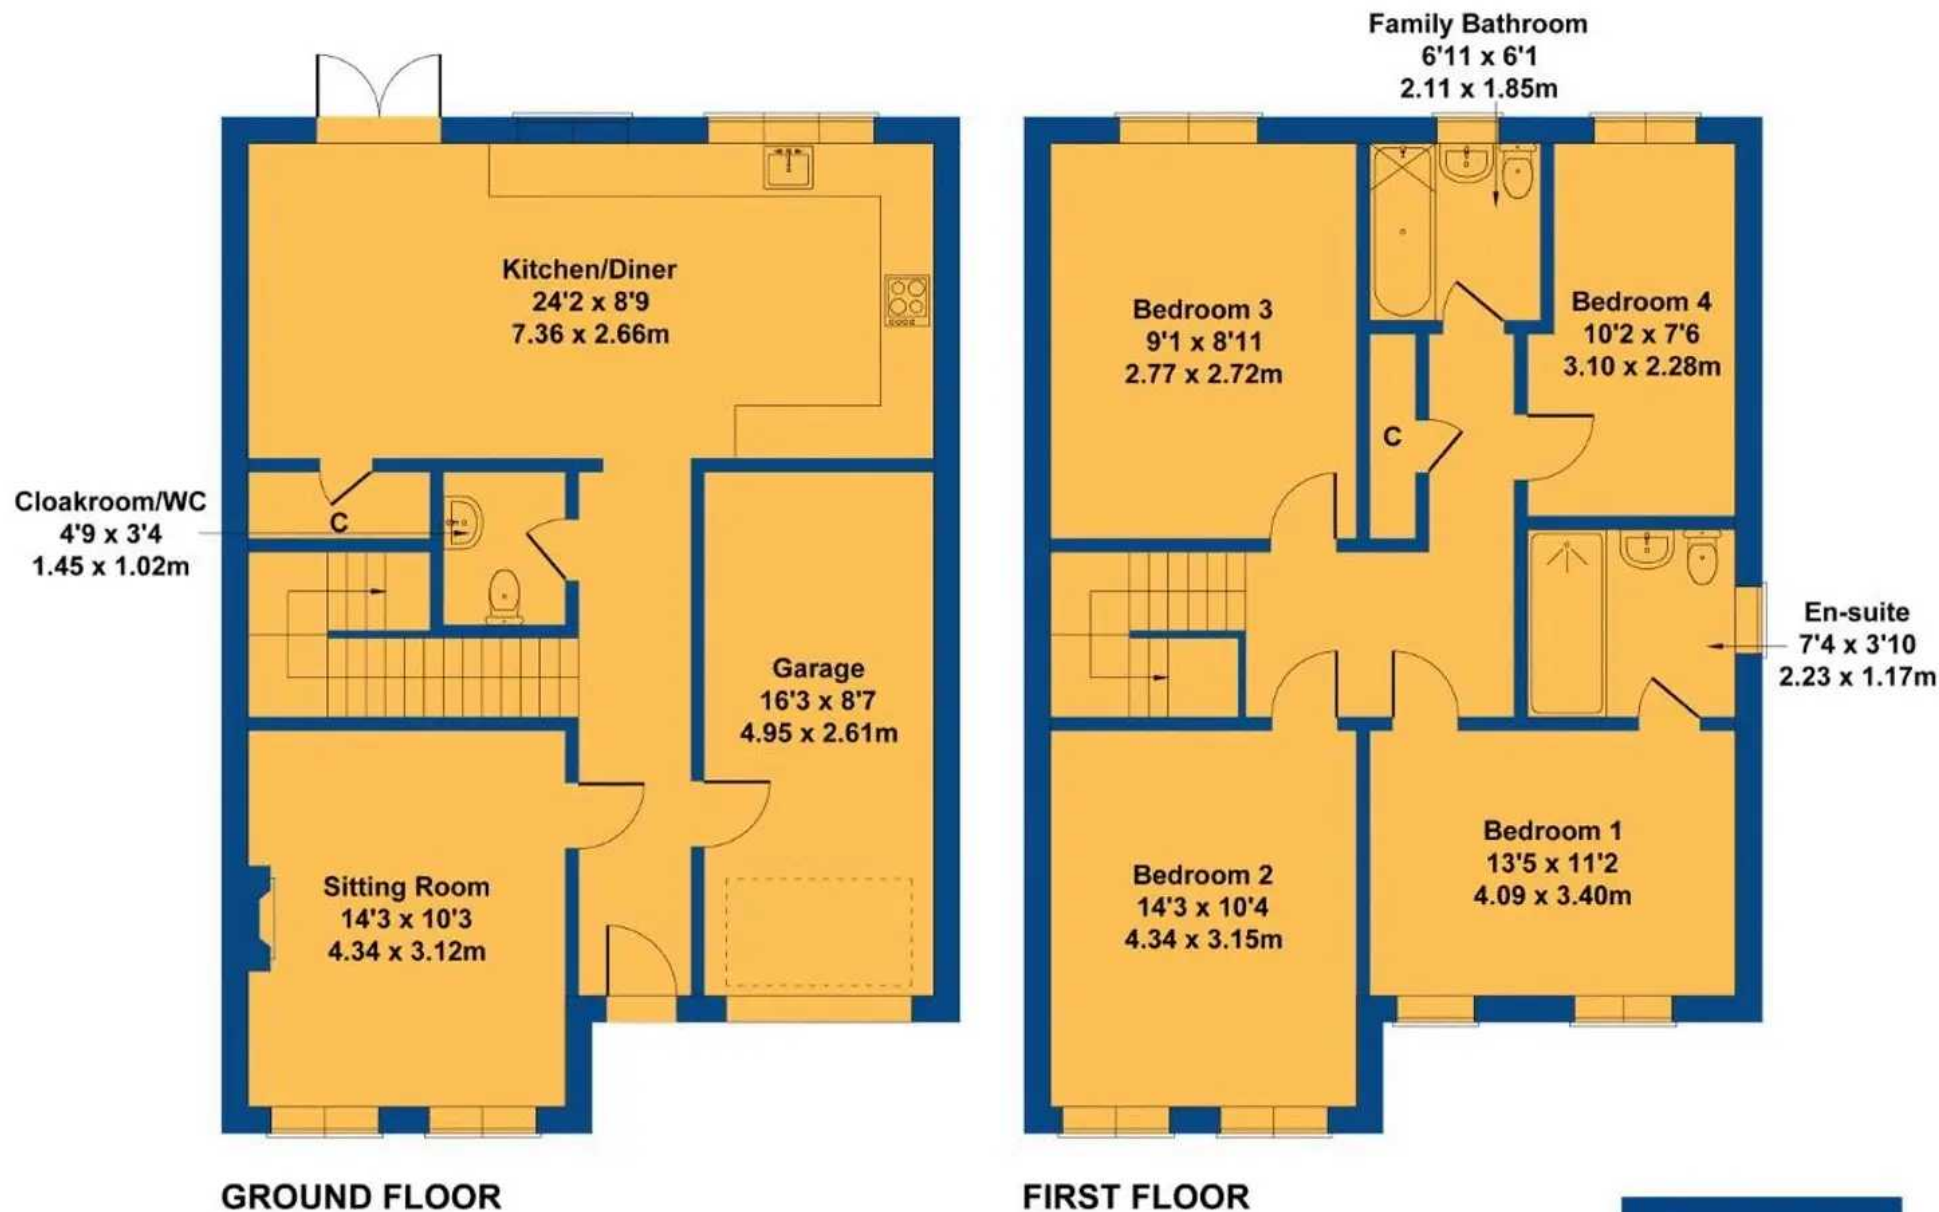 Family Bathroom
6'11 x 6'1
2.11 x 1.85m
Kitchen/Diner
24'2 x 8'9
7.36 x 2.66m
Cloakroom/WC
4'9 x 3'4
1.45 x 1.02m
C
Garage
16'3 x 8'7
4.95 x 2.61m
Sitting Room
14'3 x 10'3
4.34 x 3.12m
GROUND FLOOR
Bedroom 3
9'1 x 8'11
2.77 x 2.72m
Bedroom 4
10'2 x 7'6
3.10 x 2.28m
C
En-suite
7'4 x 3'10
2.23 x 1.17m
Bedroom 2
14'3 x 10'4
4.34 x 3.15m
Bedroom 1
13'5 x 11'2
4.09 x 3.40m
FIRST FLOOR